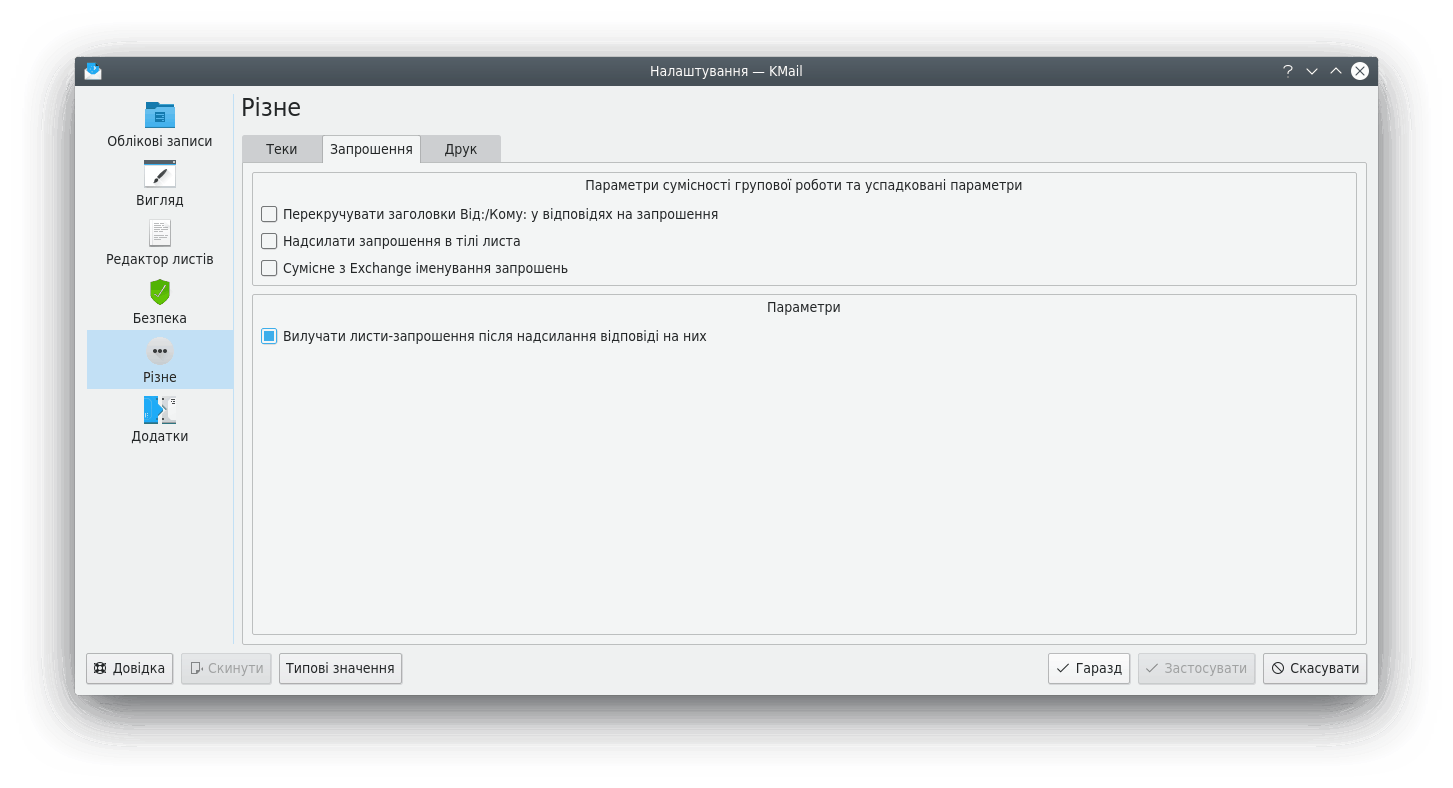 Налаштування — KMail
Облікові записи
Вигляд
Редактор листів
Безпека
Різне
Додатки
Різне
Теки
Запрошення
Друк
Параметри сумісності групової роботи та успадковані параметри
Перекручувати заголовки Від:/Кому: у відповідях на запрошення
Надсилати запрошення в тілі листа
Сумісне з Exchange іменування запрошень
Параметри
Вилучати листи-запрошення після надсилання відповіді на них
Довідка
Скинути
Типові значення
Гаразд
Застосувати
Скасувати